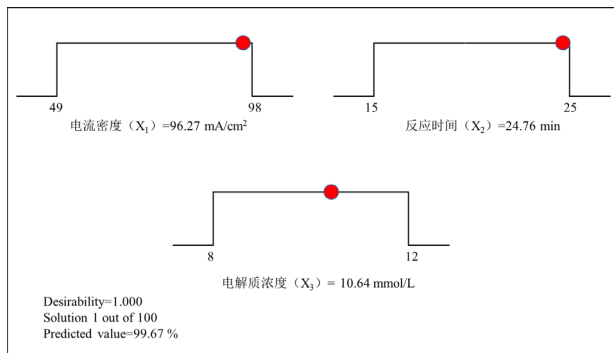 49 98
电流密度（X₁）=96.27 mA/cm²
15 25
反应时间（X₂）=24.76 min
8 12
电解质浓度（X₃）= 10.64 mmol/L
Desirability=1.000
Solution 1 out of 100
Predicted value=99.67 %